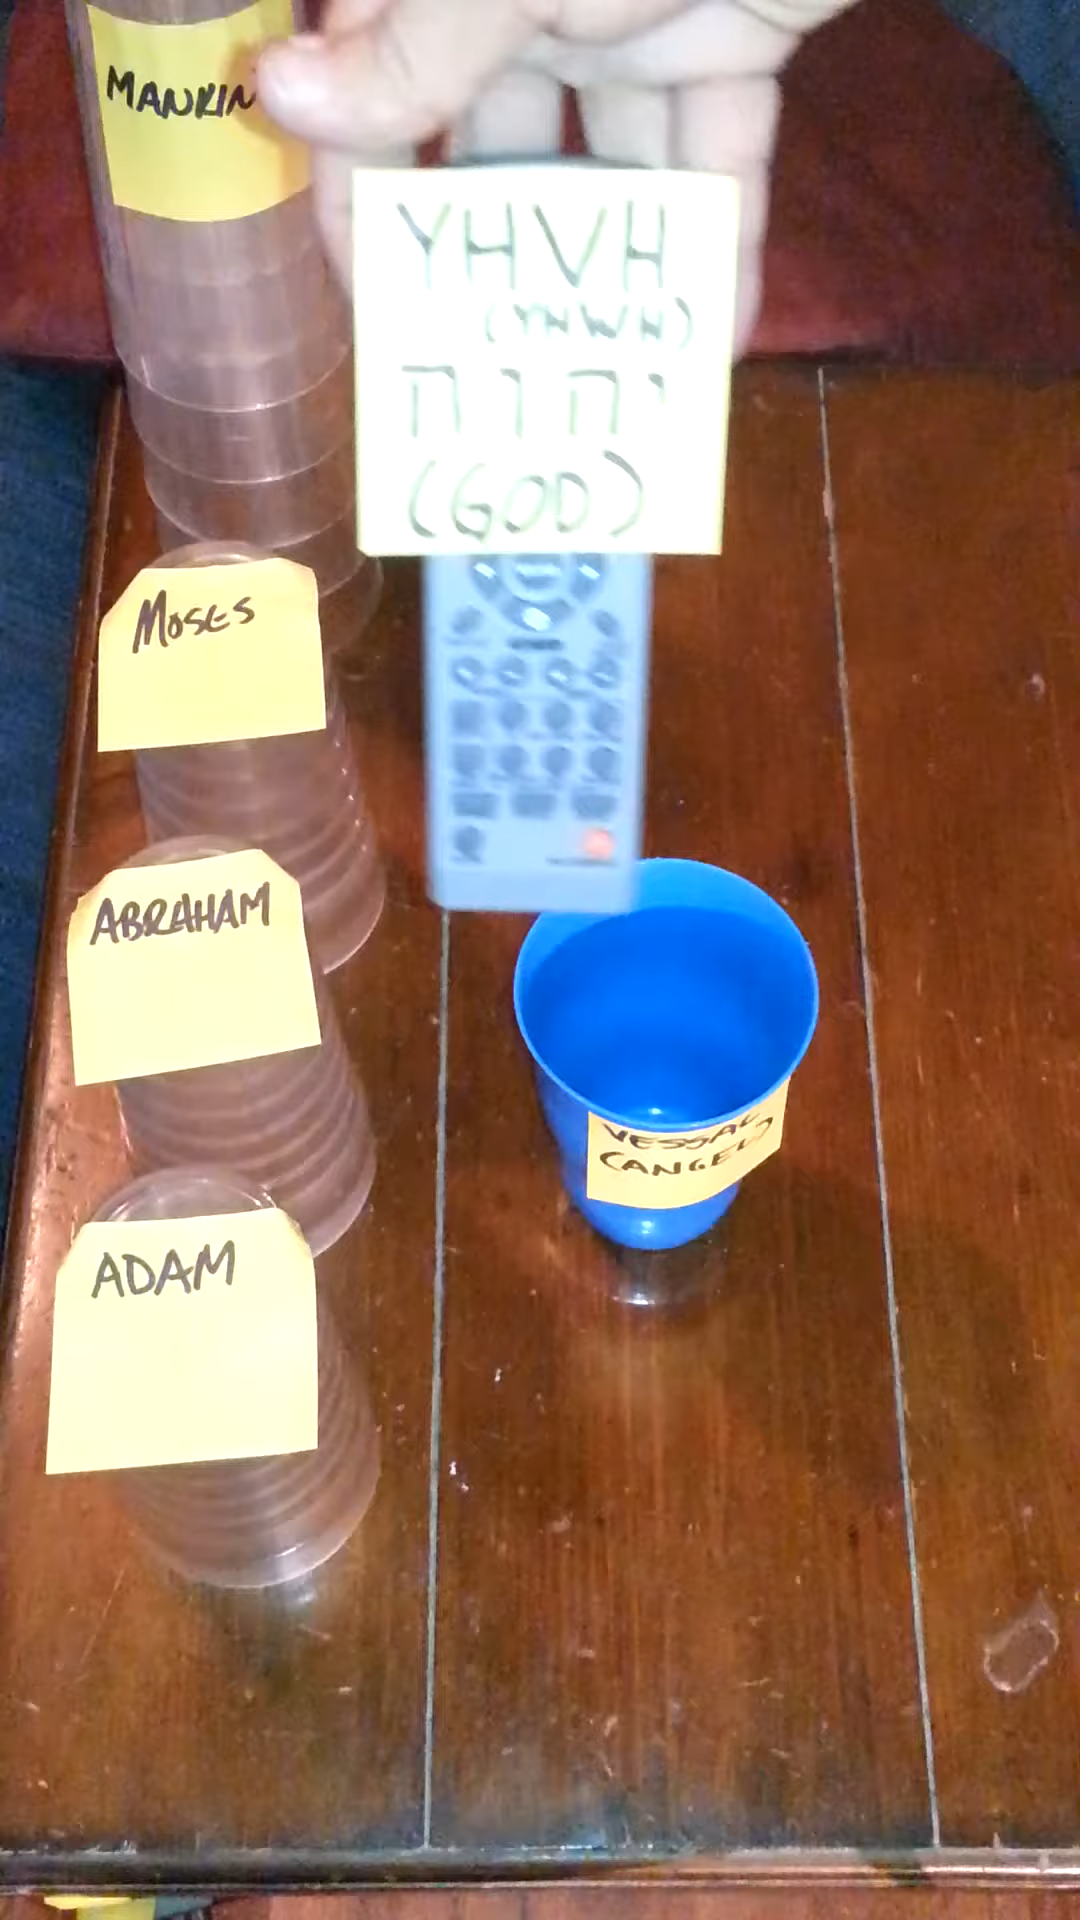 MANKIN
YHVH
(YHWH)
יהוה
(GOD)
MOSES
ABRAHAM
VESSAL
(ANGEL)
ADAM